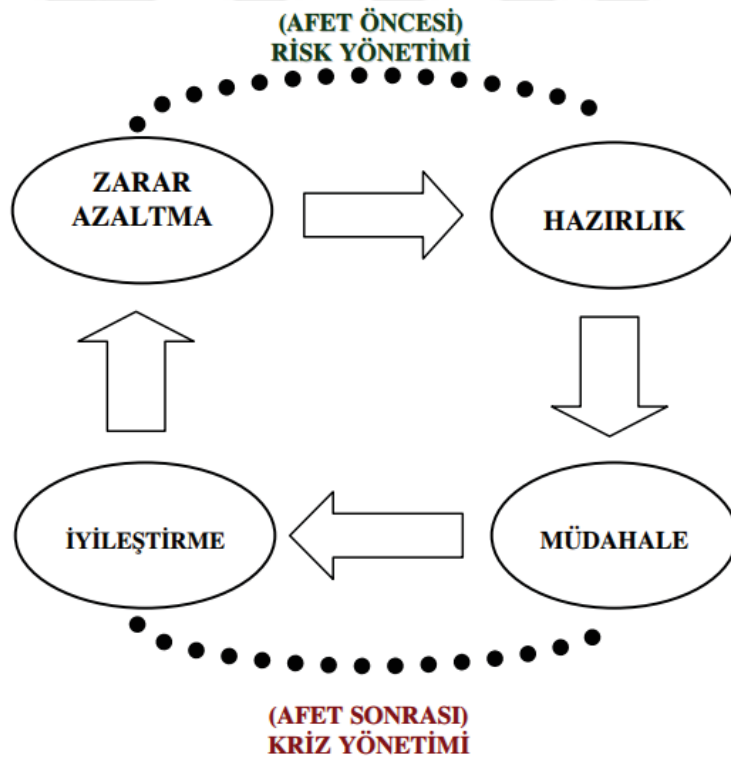 (AFET ÖNCESİ)
RİSK YÖNETİMİ
ZARAR
AZALTMA
HAZIRLIK
İYİLEŞTİRME
MÜDAHALE
(AFET SONRASI)
KRİZ YÖNETİMİ